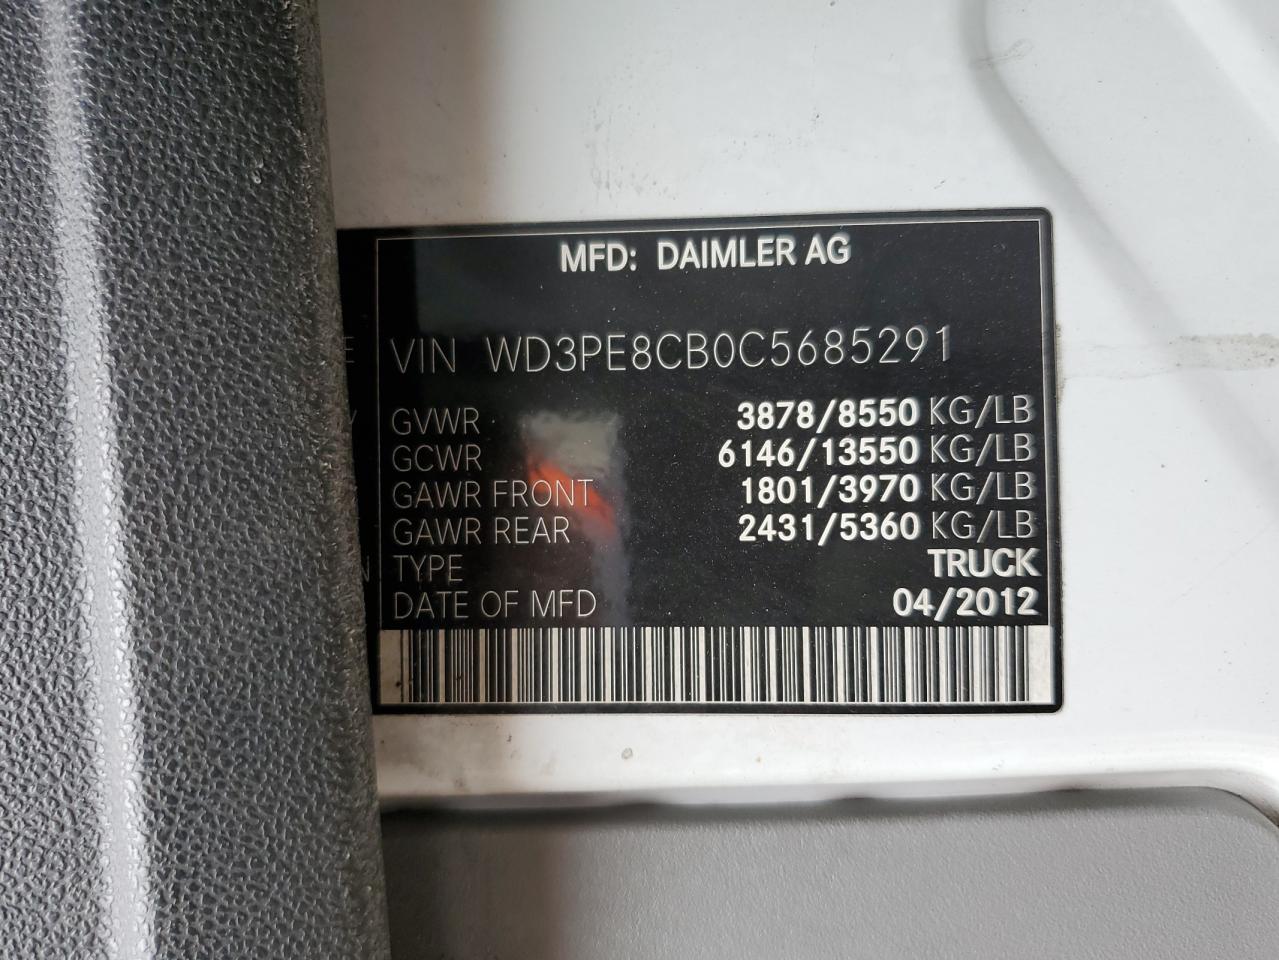 MFD: DAIMLER AG
VIN WD3PE8CB0C5685291
GVWR 3878/8550 KG/LB
GCWR 6146/13550 KG/LB
GAWR FRONT 1801/3970 KG/LB
GAWR REAR 2431/5360 KG/LB
TYPE TRUCK
DATE OF MFD 04/2012